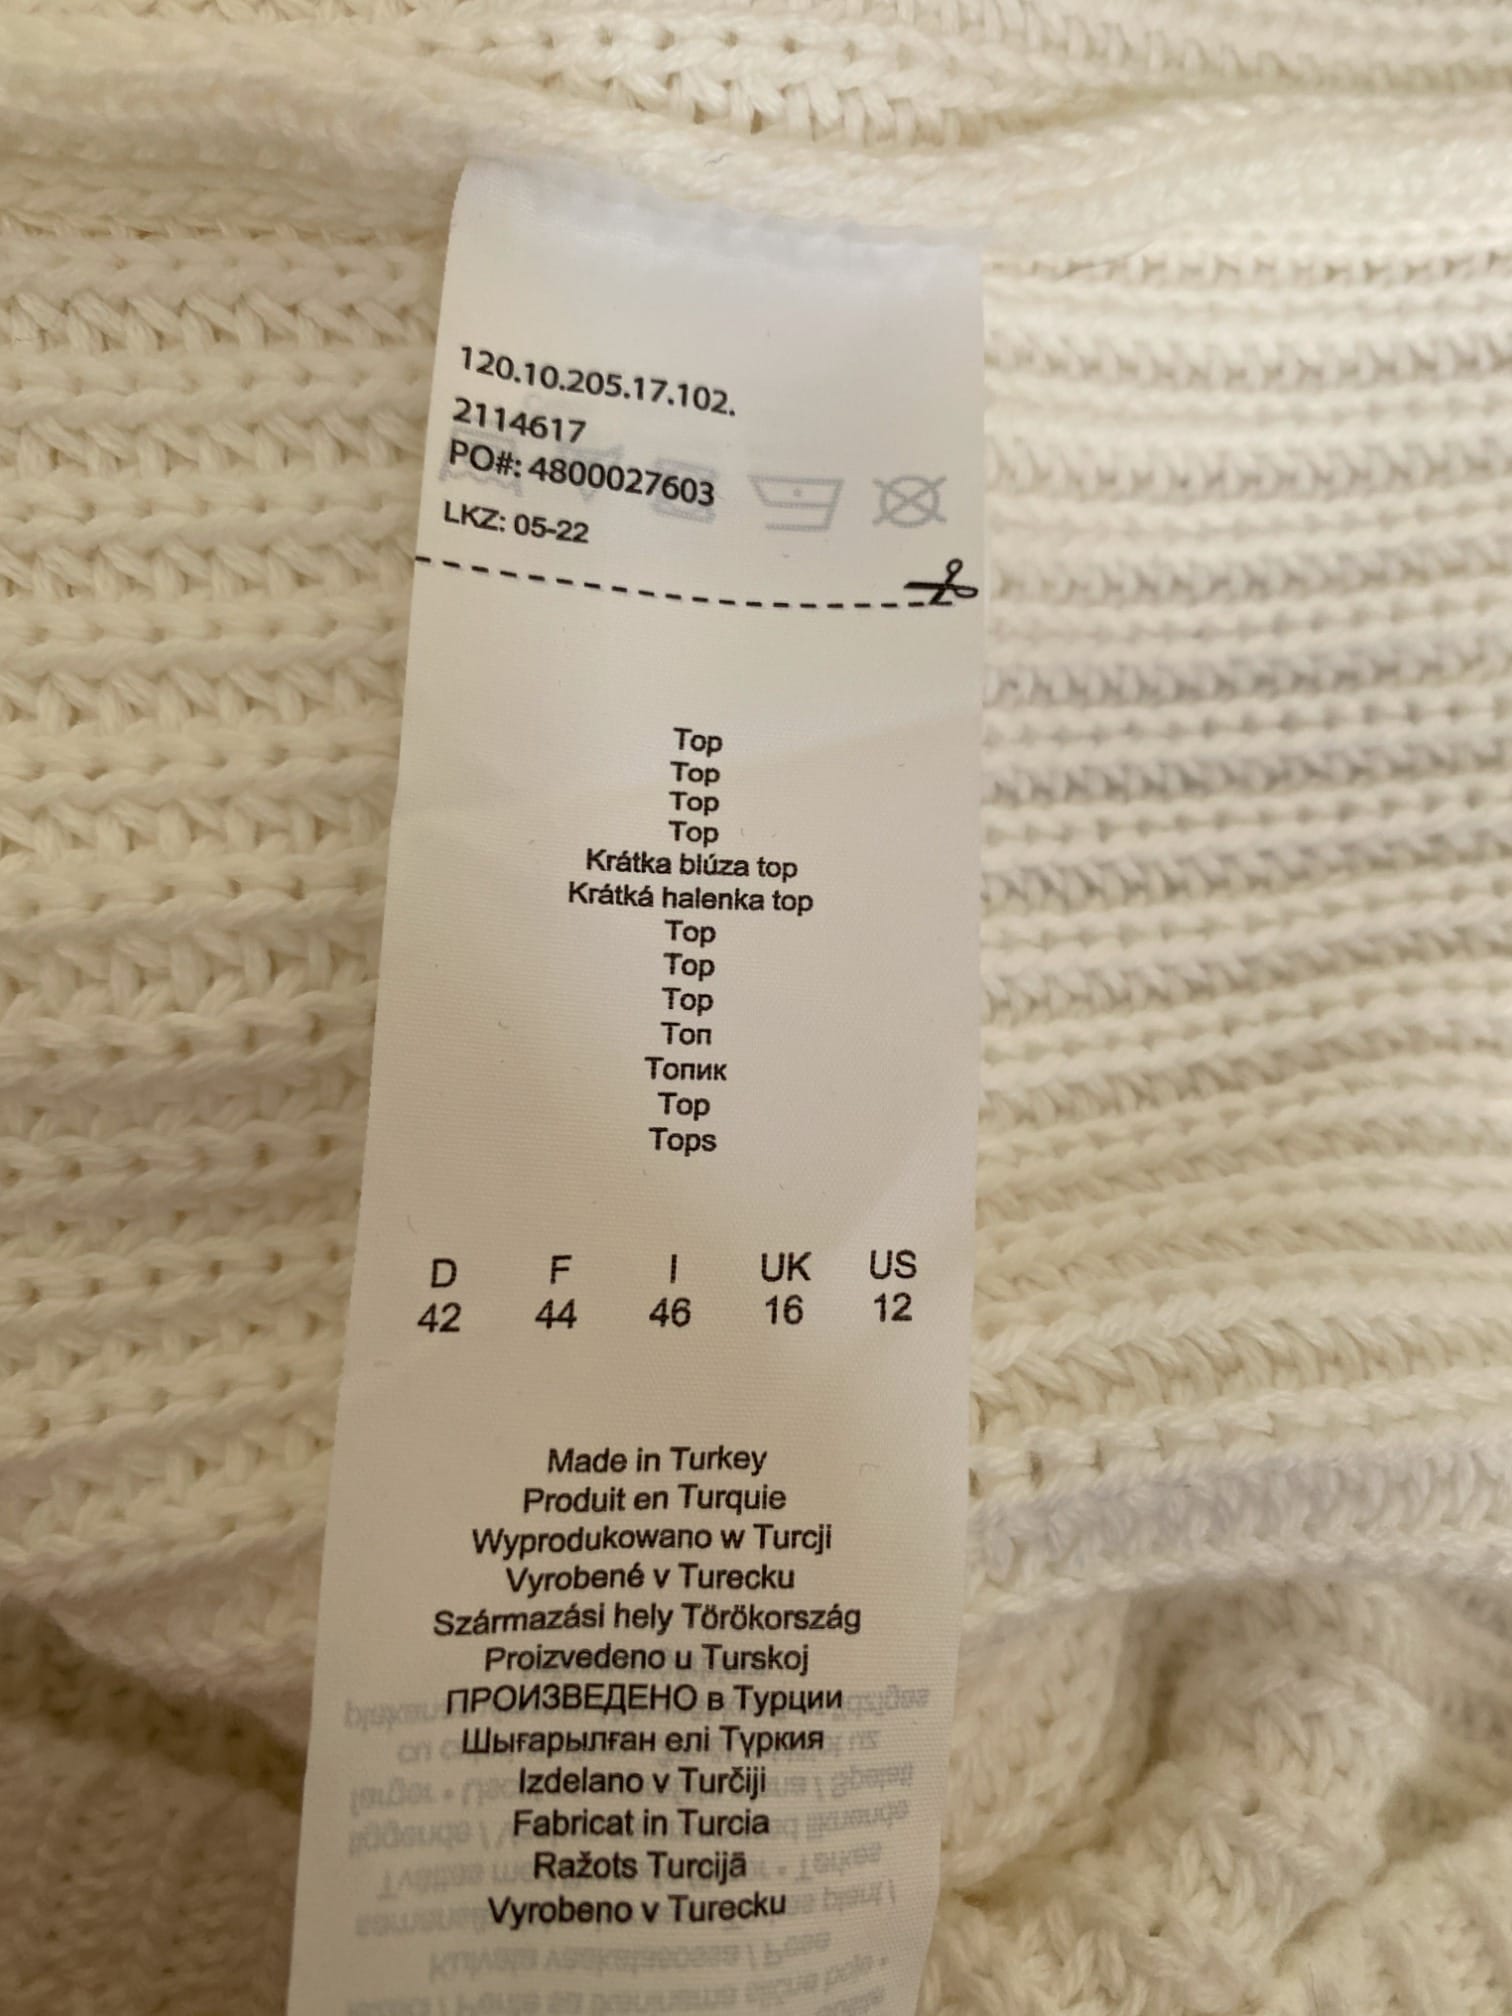 120.10.205.17.102.
2114617
PO#: 4800027603
LKZ: 05-22
Top
Top
Top
Top
Krátka blúza top
Krátká halenka top
Top
Top
Top
Топ
Топик
Top
Tops
D F I UK US
42 44 46 16 12
Made in Turkey
Produit en Turquie
Wyprodukowano w Turcji
Vyrobené v Turecku
Származási hely Törökország
Proizvedeno u Turskoj
ПРОИЗВЕДЕНО в Турции
Шығарылған елі Түркия
Izdelano v Turčiji
Fabricat in Turcia
Ražots Turcijā
Vyrobeno v Turecku